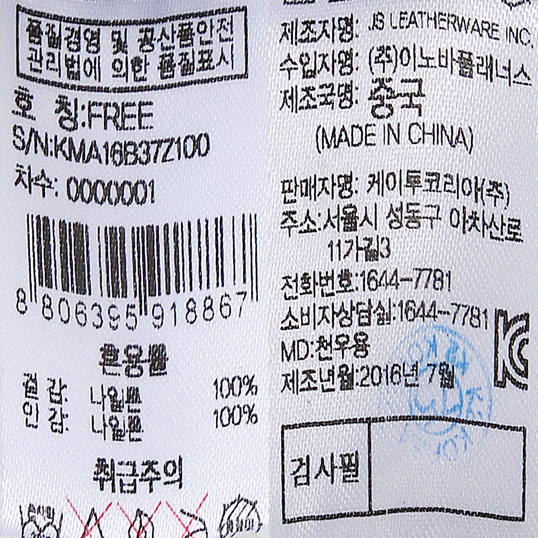 품질경영 및 공산품안전
관리법에 의한 품질표시
호 칭:FREE
S/N:KMA16B37Z100
차수: 0000001
8 806395 918867
혼용률
겉 감: 나일론 100%
안 감: 나일론 100%
취급주의
제조자명: JS LEATHERWARE INC.
수입자명: (주)이노바플래너스
제조국명: 중국
(MADE IN CHINA)
판매자명: 케이투코리아(주)
주소:서울시 성동구 아차산로
11가길3
전화번호:1644-7781
소비자상담실:1644-7781
MD:천우용
제조년월:2016년 7월
검사필